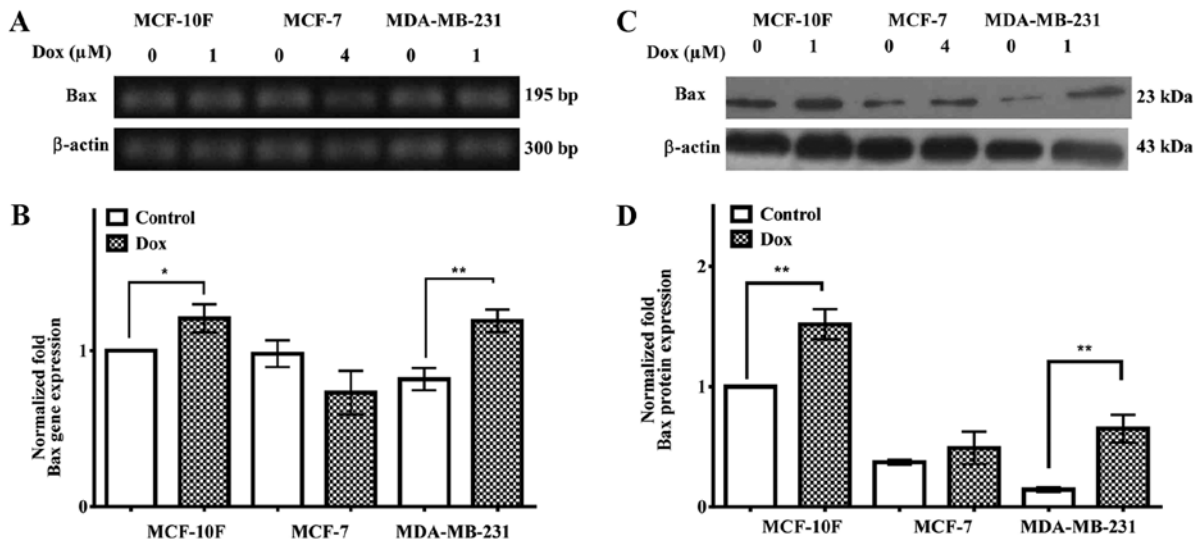 A
MCF-10F MCF-7 MDA-MB-231
Dox (µM) 0 1 0 4 0 1
Bax 195 bp
β-actin 300 bp
B
Control
Dox
* **
1
0
Normalized fold
Bax gene expression
MCF-10F MCF-7 MDA-MB-231
C
MCF-10F MCF-7 MDA-MB-231
Dox (µM) 0 1 0 4 0 1
Bax 23 kDa
β-actin 43 kDa
D
Control
Dox
** **
2
1
0
Normalized fold
Bax protein expression
MCF-10F MCF-7 MDA-MB-231